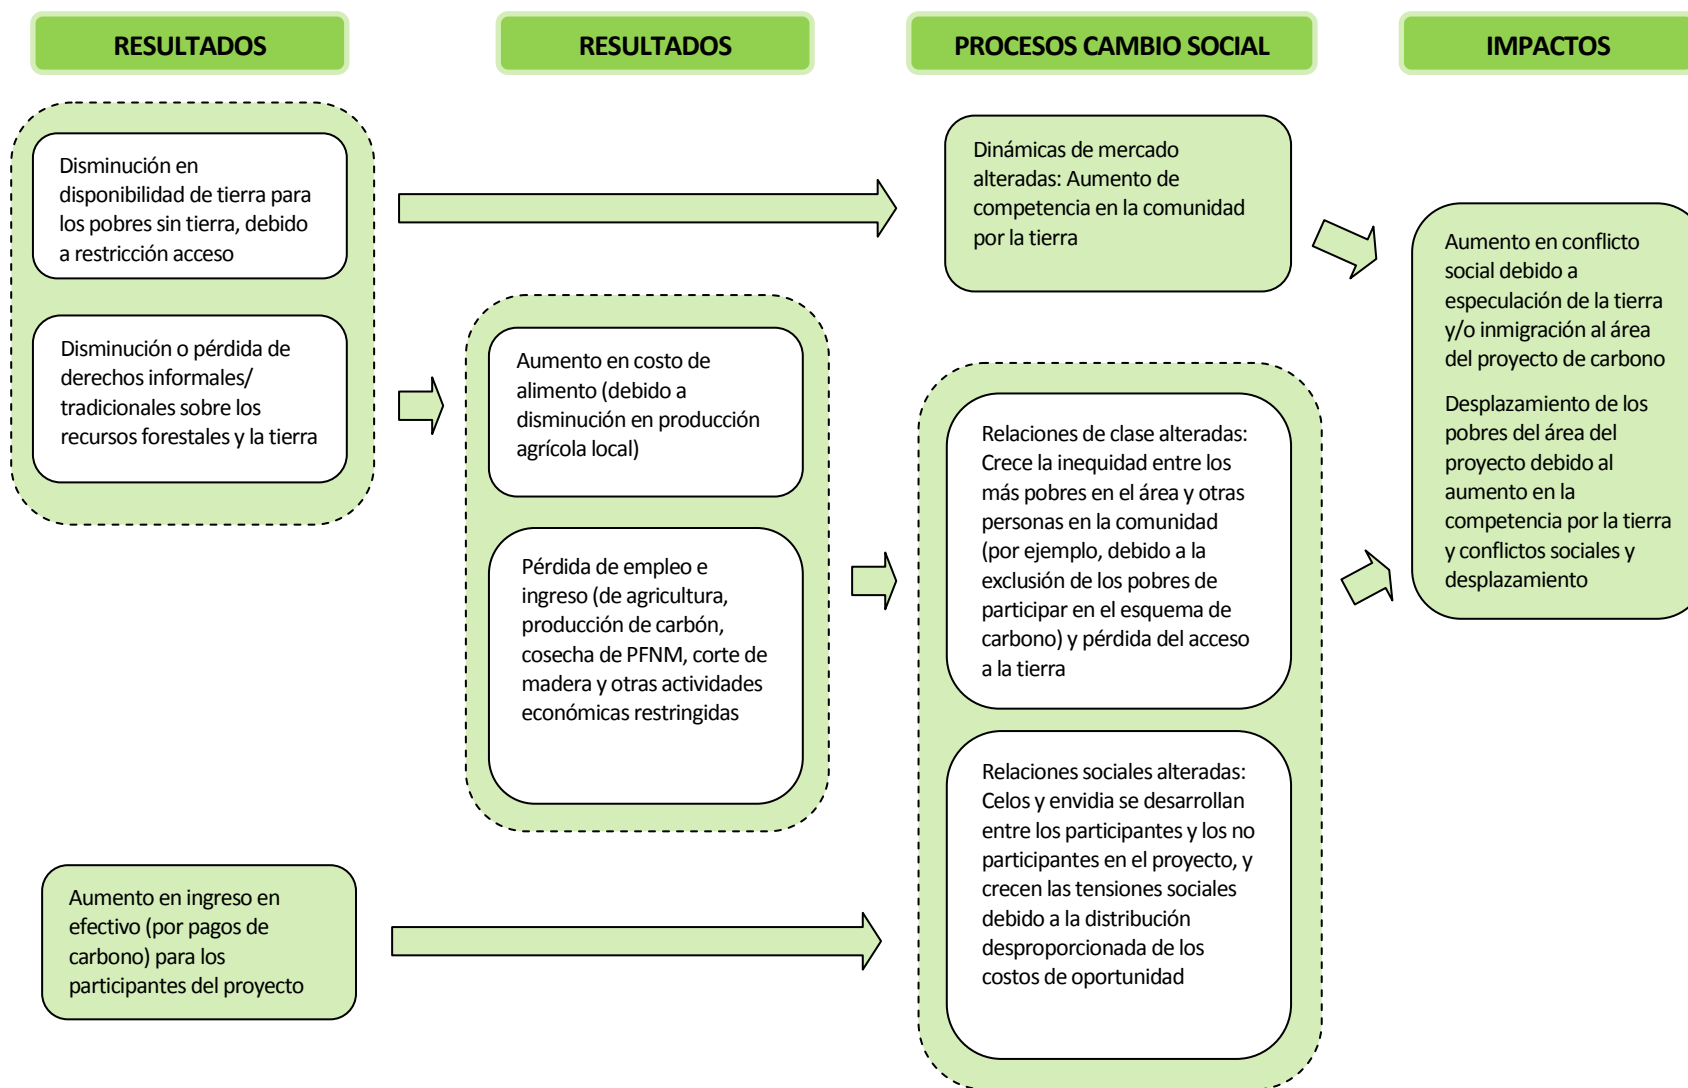 RESULTADOS
RESULTADOS
PROCESOS CAMBIO SOCIAL
IMPACTOS
Disminución en
disponibilidad de tierra para
los pobres sin tierra, debido
a restricción acceso
Disminución o pérdida de
derechos informales/
tradicionales sobre los
recursos forestales y la tierra
Aumento en ingreso en
efectivo (por pagos de
carbono) para los
participantes del proyecto
Aumento en costo de
alimento (debido a
disminución en producción
agrícola local)
Pérdida de empleo e
ingreso (de agricultura,
producción de carbón,
cosecha de PFNM, corte de
madera y otras actividades
económicas restringidas
Dinámicas de mercado
alteradas: Aumento de
competencia en la comunidad
por la tierra
Relaciones de clase alteradas:
Crece la inequidad entre los
más pobres en el área y otras
personas en la comunidad
(por ejemplo, debido a la
exclusión de los pobres de
participar en el esquema de
carbono) y pérdida del acceso
a la tierra
Relaciones sociales alteradas:
Celos y envidia se desarrollan
entre los participantes y los no
participantes en el proyecto, y
crecen las tensiones sociales
debido a la distribución
desproporcionada de los
costos de oportunidad
Aumento en conflicto
social debido a
especulación de la tierra
y/o inmigración al área
del proyecto de carbono
Desplazamiento de los
pobres del área del
proyecto debido al
aumento en la
competencia por la tierra
y conflictos sociales y
desplazamiento